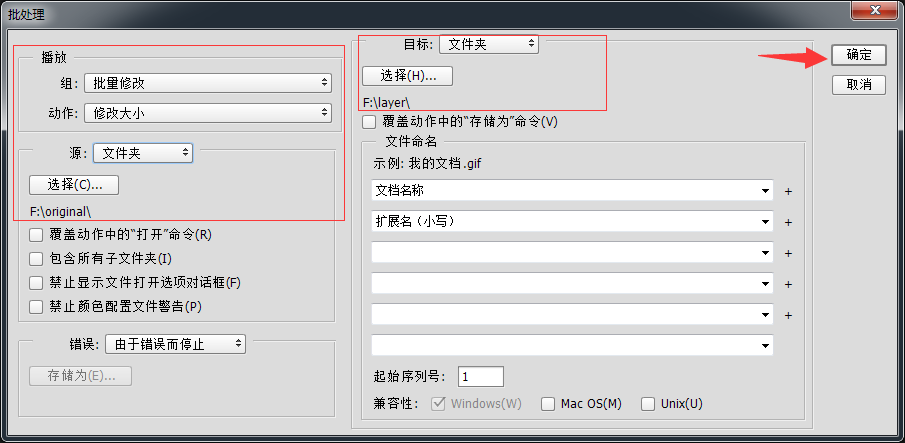 批处理
播放
组: 批量修改
动作: 修改大小
源: 文件夹
选择(C)...
F:\original\
覆盖动作中的“打开”命令(R)
包含所有子文件夹(I)
禁止显示文件打开选项对话框(F)
禁止颜色配置文件警告(P)
错误: 由于错误而停止
存储为(E)...
目标: 文件夹
选择(H)...
F:\layer\
覆盖动作中的“存储为”命令(V)
文件命名
示例: 我的文档.gif
文档名称 +
扩展名（小写） +
+
+
+
起始序列号: 1
兼容性: Windows(W) Mac OS(M) Unix(U)
确定
取消